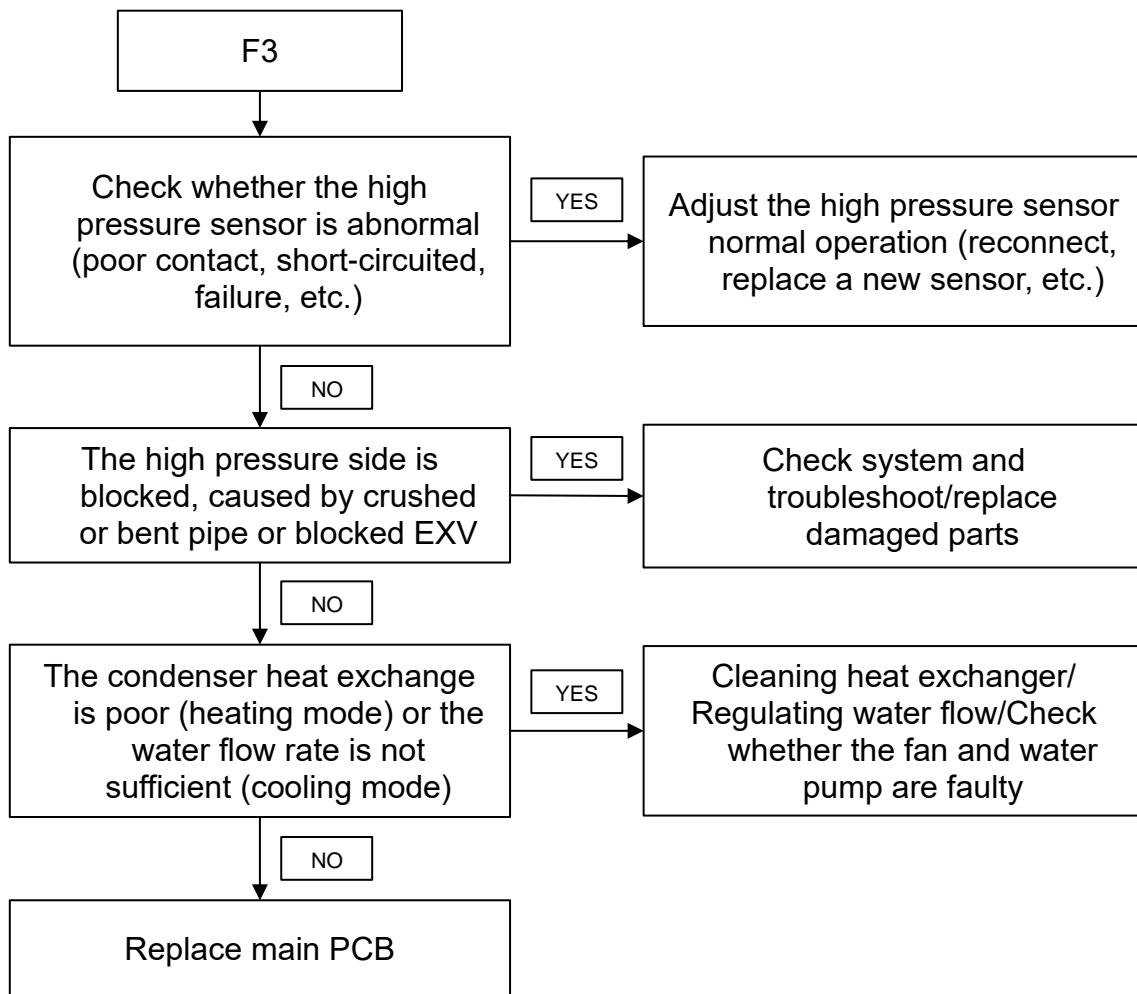 F3
Check whether the high
pressure sensor is abnormal
(poor contact, short-circuited,
failure, etc.)
YES
Adjust the high pressure sensor
normal operation (reconnect,
replace a new sensor, etc.)
NO
The high pressure side is
blocked, caused by crushed
or bent pipe or blocked EXV
YES
Check system and
troubleshoot/replace
damaged parts
NO
The condenser heat exchange
is poor (heating mode) or the
water flow rate is not
sufficient (cooling mode)
YES
Cleaning heat exchanger/
Regulating water flow/Check
whether the fan and water
pump are faulty
NO
Replace main PCB